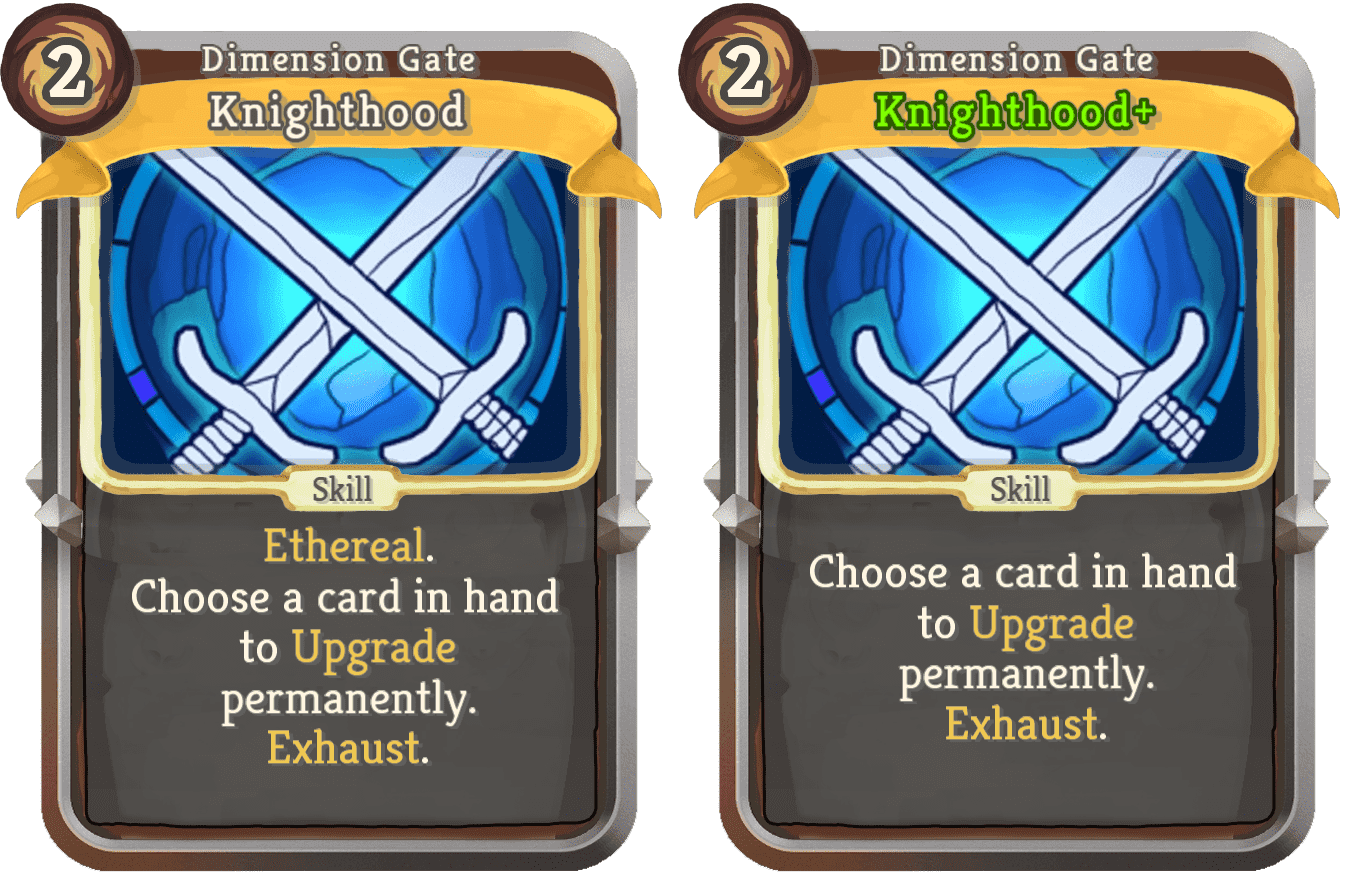 2
Dimension Gate
Knighthood
Skill
Ethereal.
Choose a card in hand
to Upgrade
permanently.
Exhaust.
2
Dimension Gate
Knighthood+
Skill
Choose a card in hand
to Upgrade
permanently.
Exhaust.